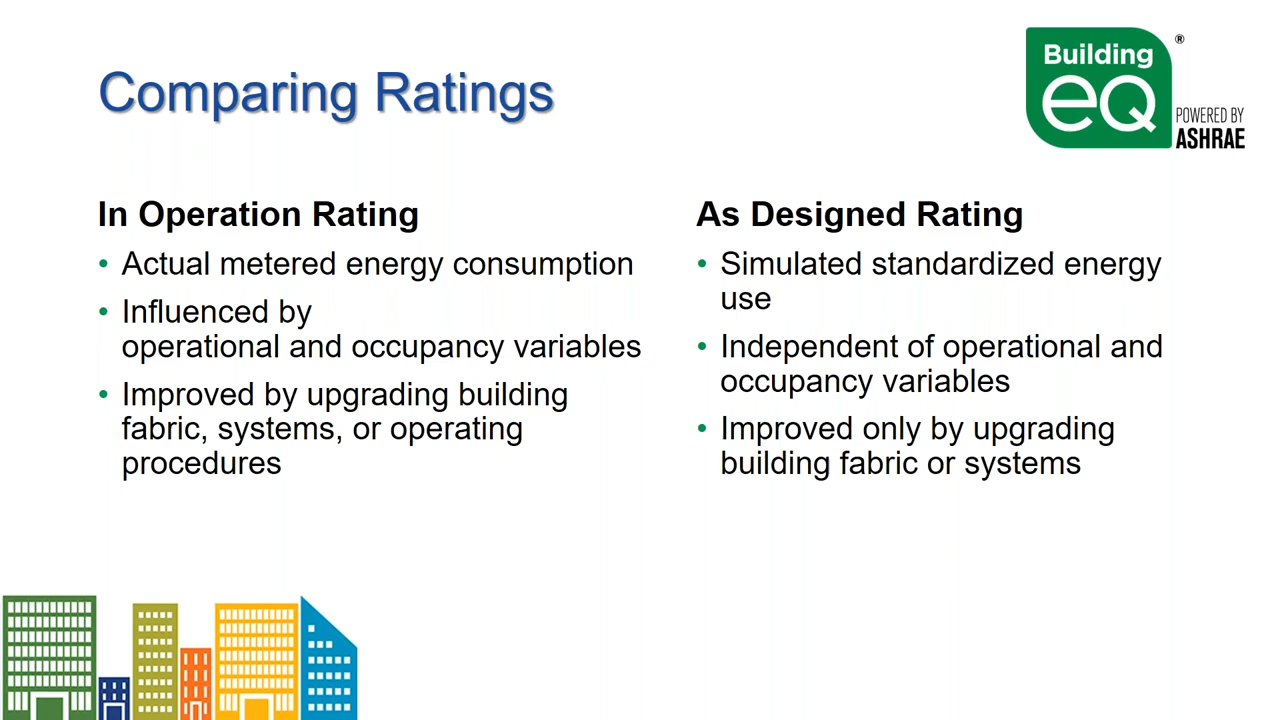 Comparing Ratings
Building
eQ
®
POWERED BY
ASHRAE
In Operation Rating
• Actual metered energy consumption
• Influenced by
operational and occupancy variables
• Improved by upgrading building
fabric, systems, or operating
procedures
As Designed Rating
• Simulated standardized energy
use
• Independent of operational and
occupancy variables
• Improved only by upgrading
building fabric or systems